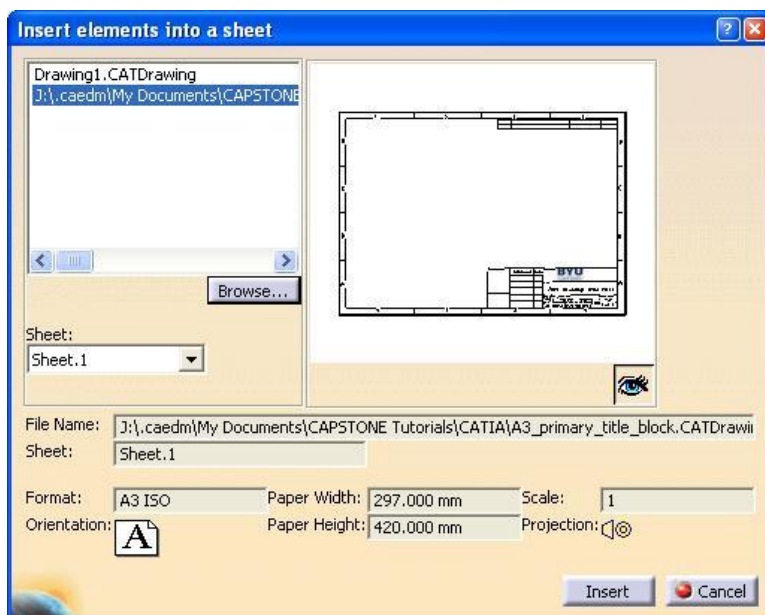 Insert elements into a sheet
Drawing1.CATDrawing
J:\.caedm\My Documents\CAPSTONE
Browse...
BYU
Sheet:
Sheet.1
File Name: J:\.caedm\My Documents\CAPSTONE Tutorials\CATIA\A3_primary_title_block.CATDrawin
Sheet: Sheet.1
Format: A3 ISO Paper Width: 297.000 mm Scale: 1
Orientation: A Paper Height: 420.000 mm Projection:
Insert Cancel